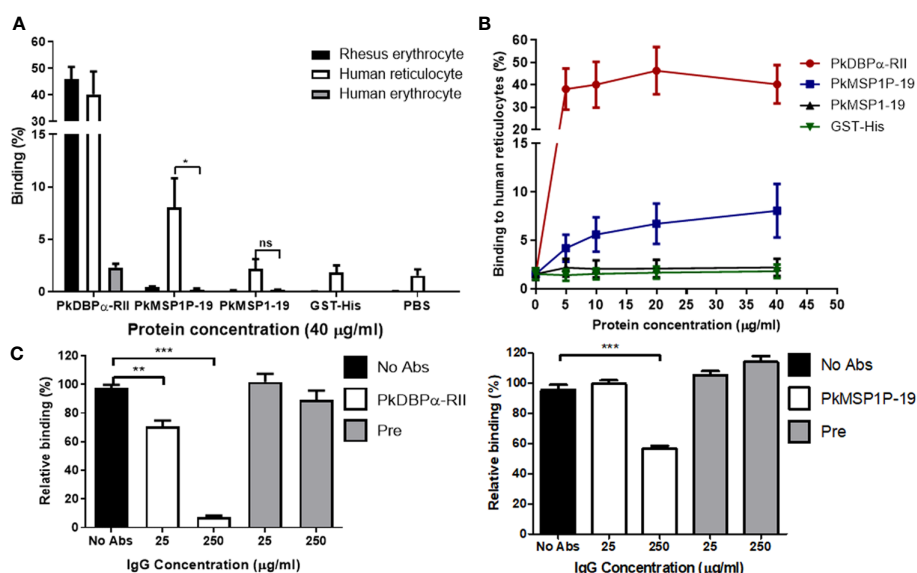 A
Binding (%)
60
50
40
30
20
15
10
5
0
Rhesus erythrocyte
Human reticulocyte
Human erythrocyte
*
ns
PkDBPα-RII PkMSP1P-19 PkMSP1-19 GST-His PBS
Protein concentration (40 µg/ml)
B
Binding to human reticulocytes (%)
60
50
40
30
20
10
5
0
PkDBPα-RII
PkMSP1P-19
PkMSP1-19
GST-His
0 5 10 15 20 25 30 35 40 45 50
Protein concentration (µg/ml)
C
Relative binding (%)
120
100
80
60
40
20
0
***
**
No Abs
PkDBPα-RII
Pre
No Abs 25 250 25 250
IgG Concentration (µg/ml)
Relative binding (%)
120
100
80
60
40
20
0
***
No Abs
PkMSP1P-19
Pre
No Abs 25 250 25 250
IgG Concentration (µg/ml)